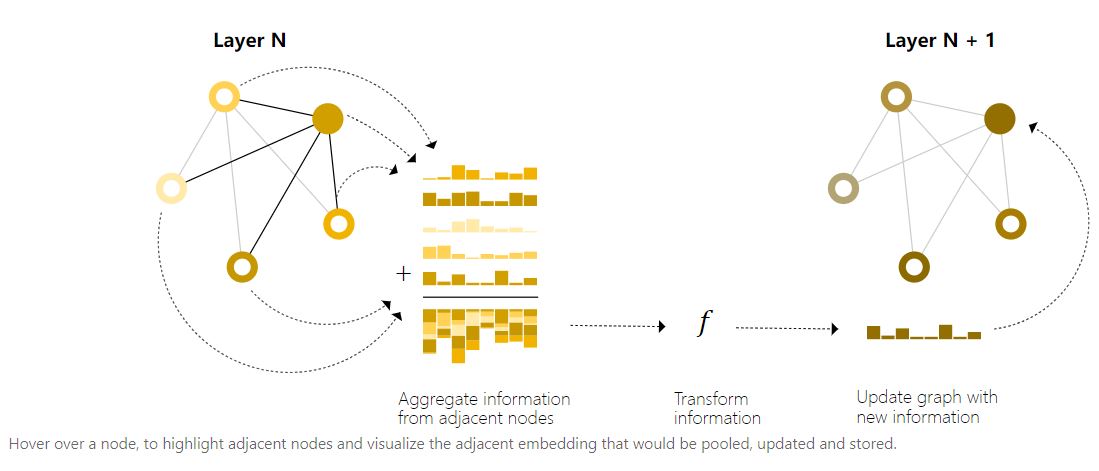 Layer N
Layer N + 1
+
f
Aggregate information
from adjacent nodes
Transform
information
Update graph with
new information
Hover over a node, to highlight adjacent nodes and visualize the adjacent embedding that would be pooled, updated and stored.